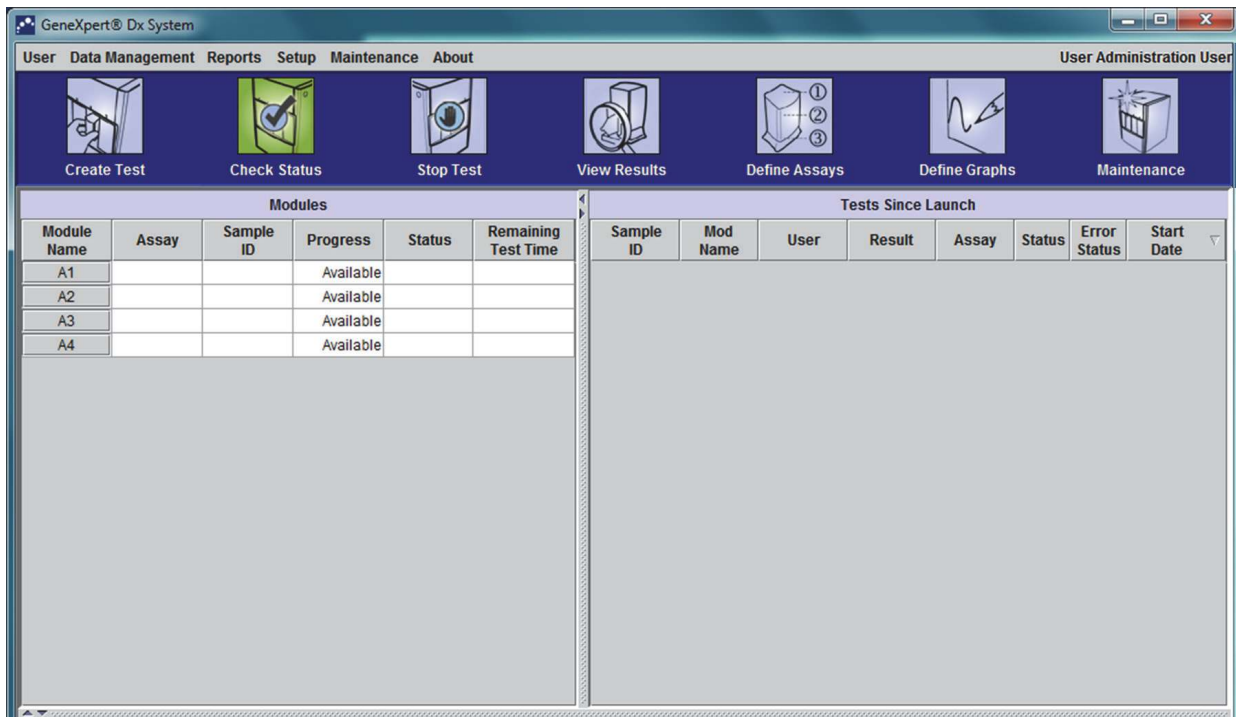 GeneXpert® Dx System
User Data Management Reports Setup Maintenance About User Administration User
Create Test Check Status Stop Test View Results Define Assays Define Graphs Maintenance
① ② ③
Modules
Module Name Assay Sample ID Progress Status Remaining Test Time
A1 Available
A2 Available
A3 Available
A4 Available
Tests Since Launch
Sample ID Mod Name User Result Assay Status Error Status Start Date